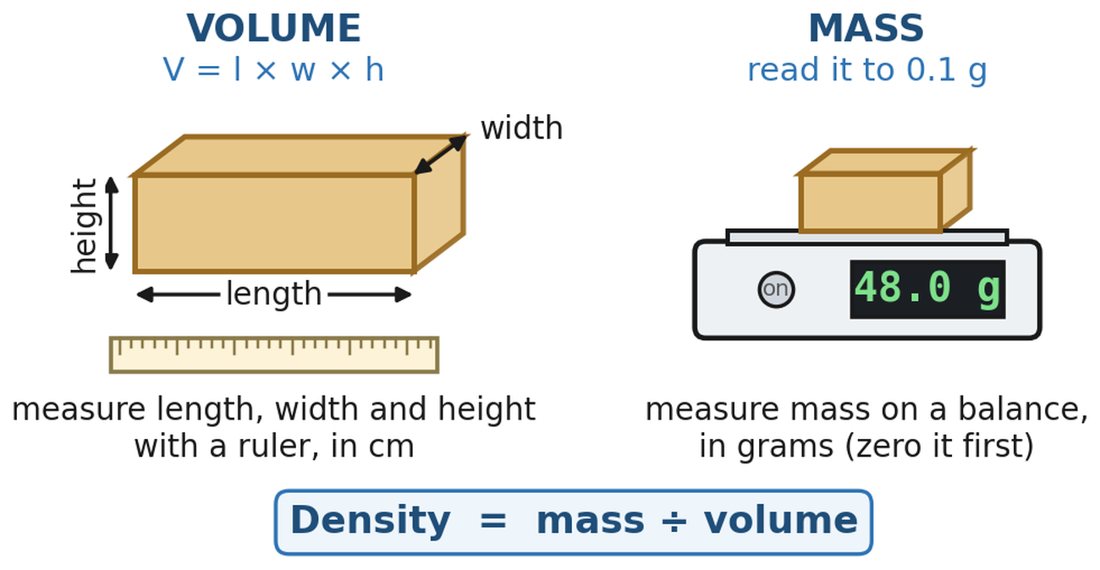 VOLUME
V = l × w × h
width
height
length
measure length, width and height
with a ruler, in cm
MASS
read it to 0.1 g
on
48.0 g
measure mass on a balance,
in grams (zero it first)
Density = mass ÷ volume